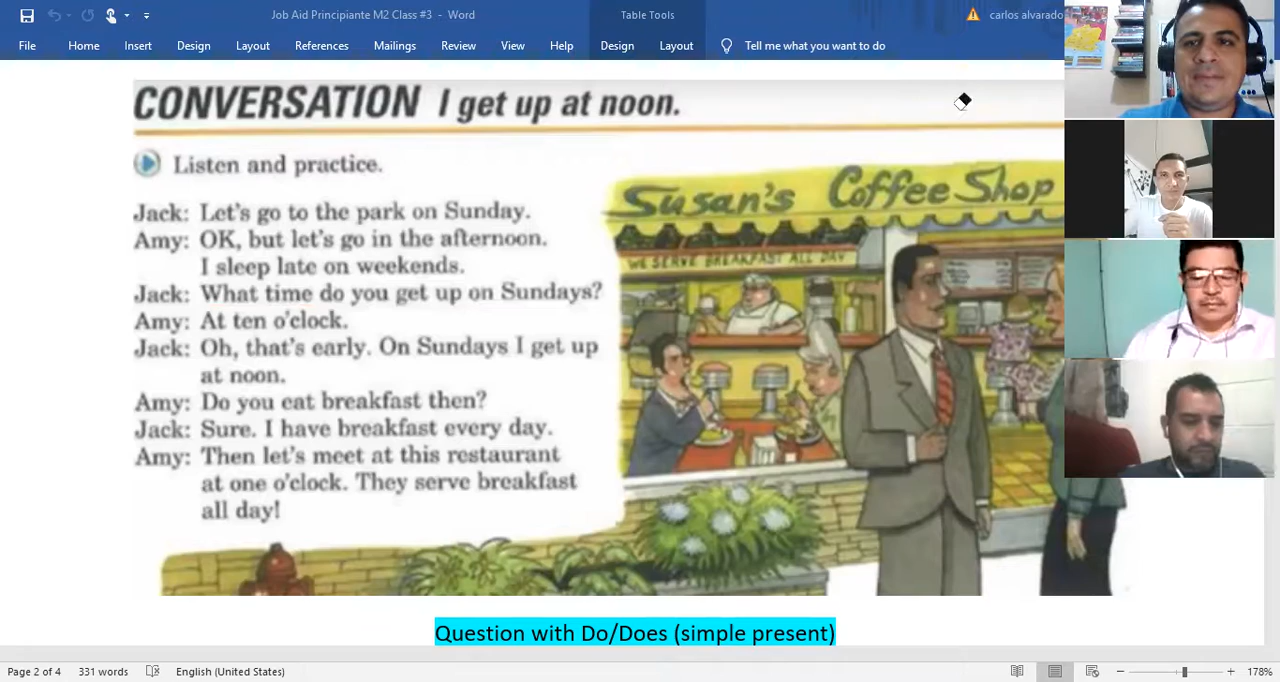 Job Aid Principiante M2 Class #3 - Word
Table Tools
carlos alvarado
File Home Insert Design Layout References Mailings Review View Help Design Layout Tell me what you want to do
CONVERSATION I get up at noon.
Listen and practice.
Jack: Let's go to the park on Sunday.
Amy: OK, but let's go in the afternoon.
I sleep late on weekends.
Jack: What time do you get up on Sundays?
Amy: At ten o'clock.
Jack: Oh, that's early. On Sundays I get up
at noon.
Amy: Do you eat breakfast then?
Jack: Sure. I have breakfast every day.
Amy: Then let's meet at this restaurant
at one o'clock. They serve breakfast
all day!
Susan's Coffee Shop
WE SERVE BREAKFAST ALL DAY
Question with Do/Does (simple present)
Page 2 of 4 331 words English (United States) 178%